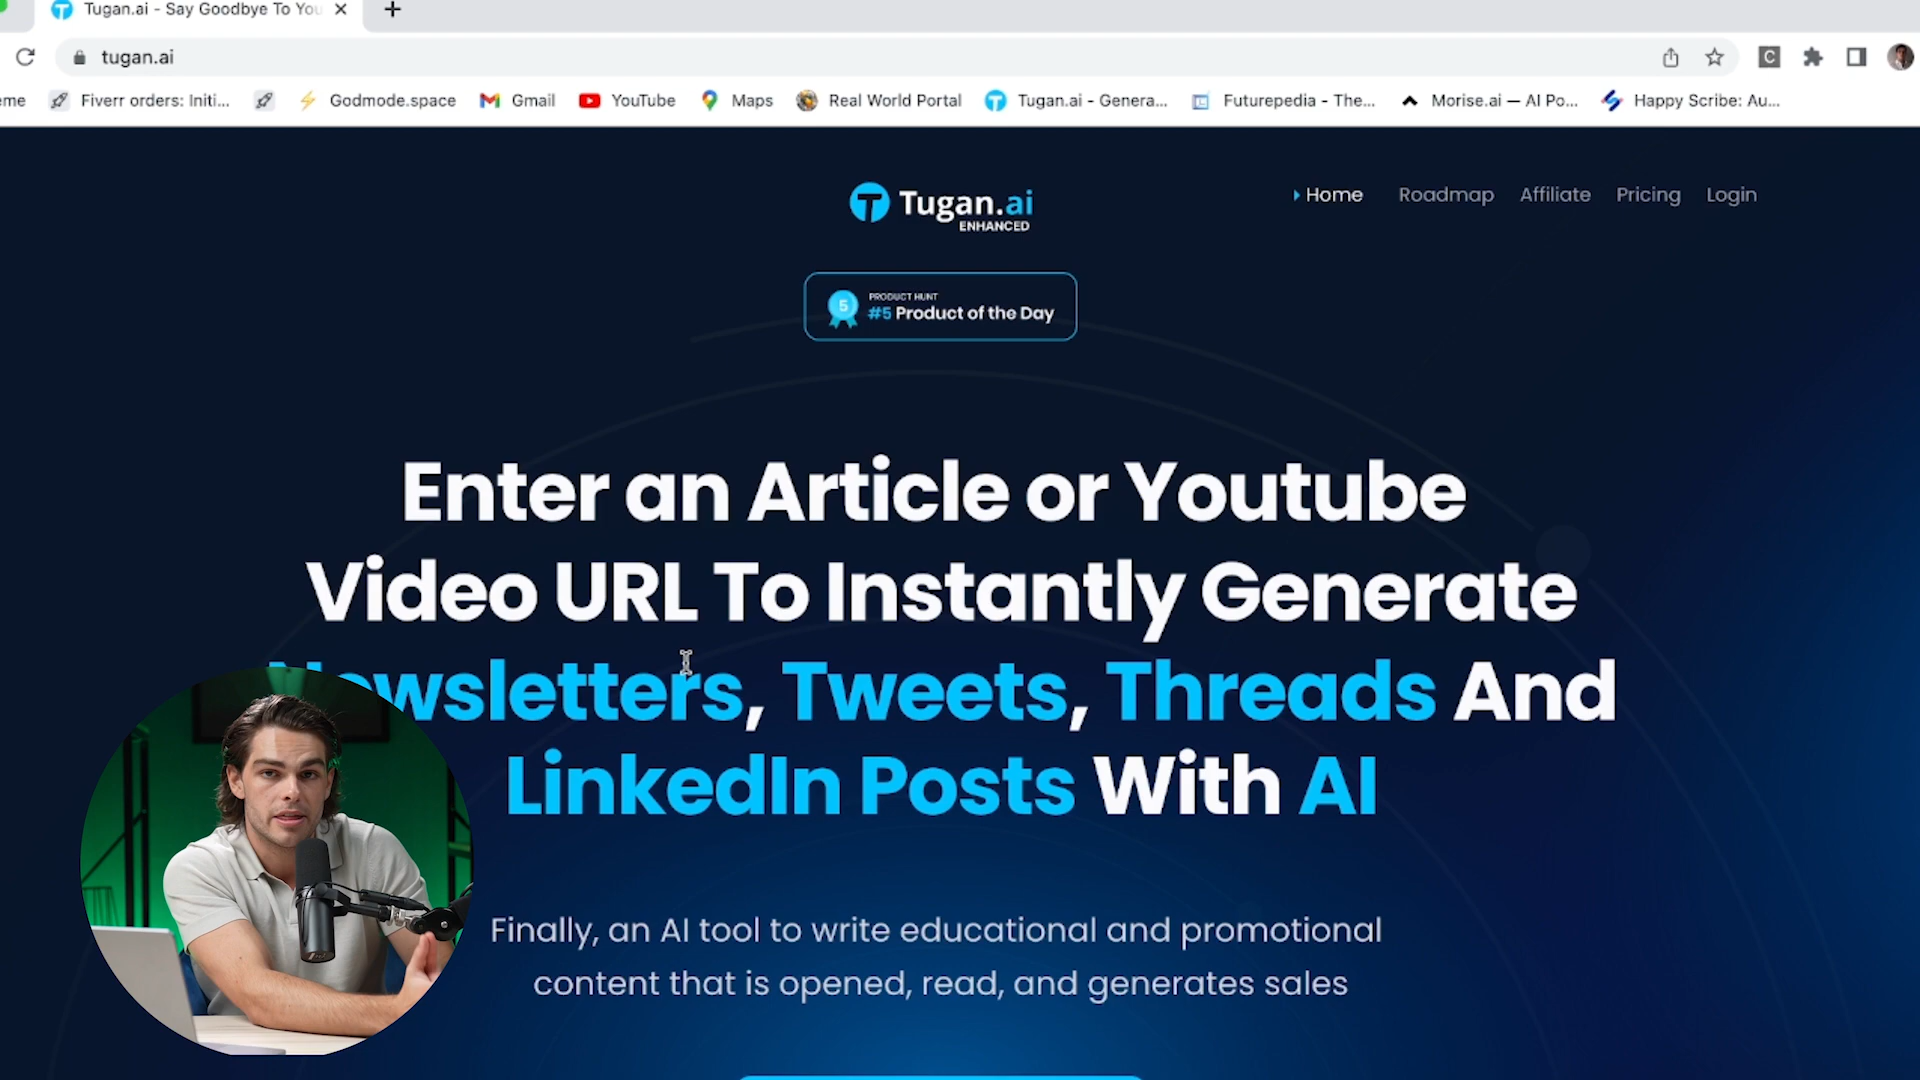 Tugan.ai - Say Goodbye To You
tugan.ai
eme
Fiverr orders: Initi...
Godmode.space
Gmail
YouTube
Maps
Real World Portal
Tugan.ai - Genera...
Futurepedia - The...
Morise.ai — AI Po...
Happy Scribe: Au...
Tugan.ai
ENHANCED
Home
Roadmap
Affiliate
Pricing
Login
5
PRODUCT HUNT
#5 Product of the Day
Enter an Article or Youtube
Video URL To Instantly Generate
Newsletters, Tweets, Threads And
LinkedIn Posts With AI
Finally, an AI tool to write educational and promotional
content that is opened, read, and generates sales